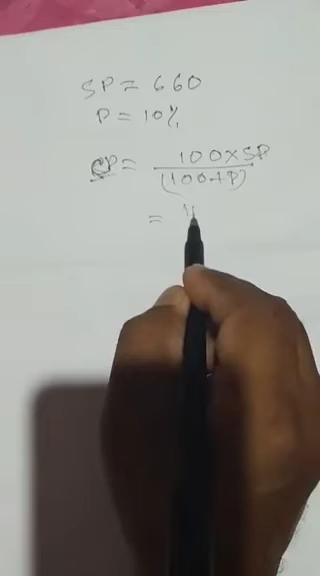 SP = 660
P = 10%
CP = 100×SP
(100+P)
=